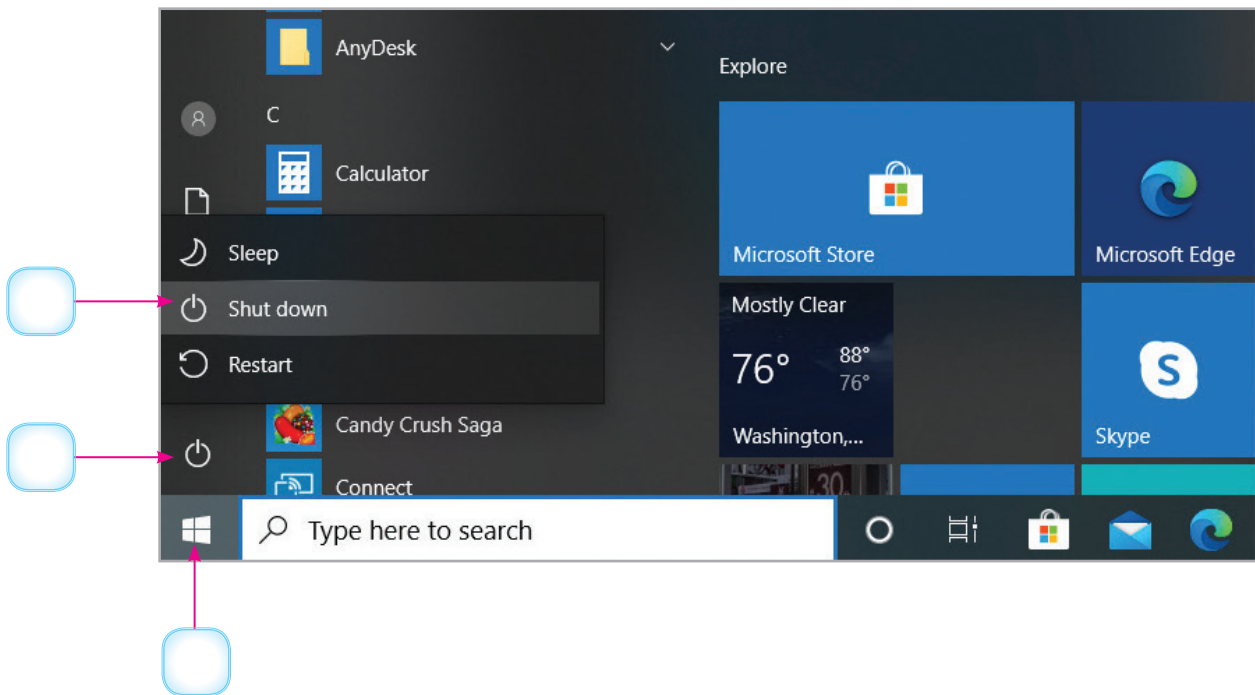 AnyDesk
Explore
C
Calculator
Sleep
Microsoft Store
Microsoft Edge
Shut down
Mostly Clear
Restart
76°
88°
76°
S
Candy Crush Saga
Washington,...
Skype
Connect
30
Type here to search